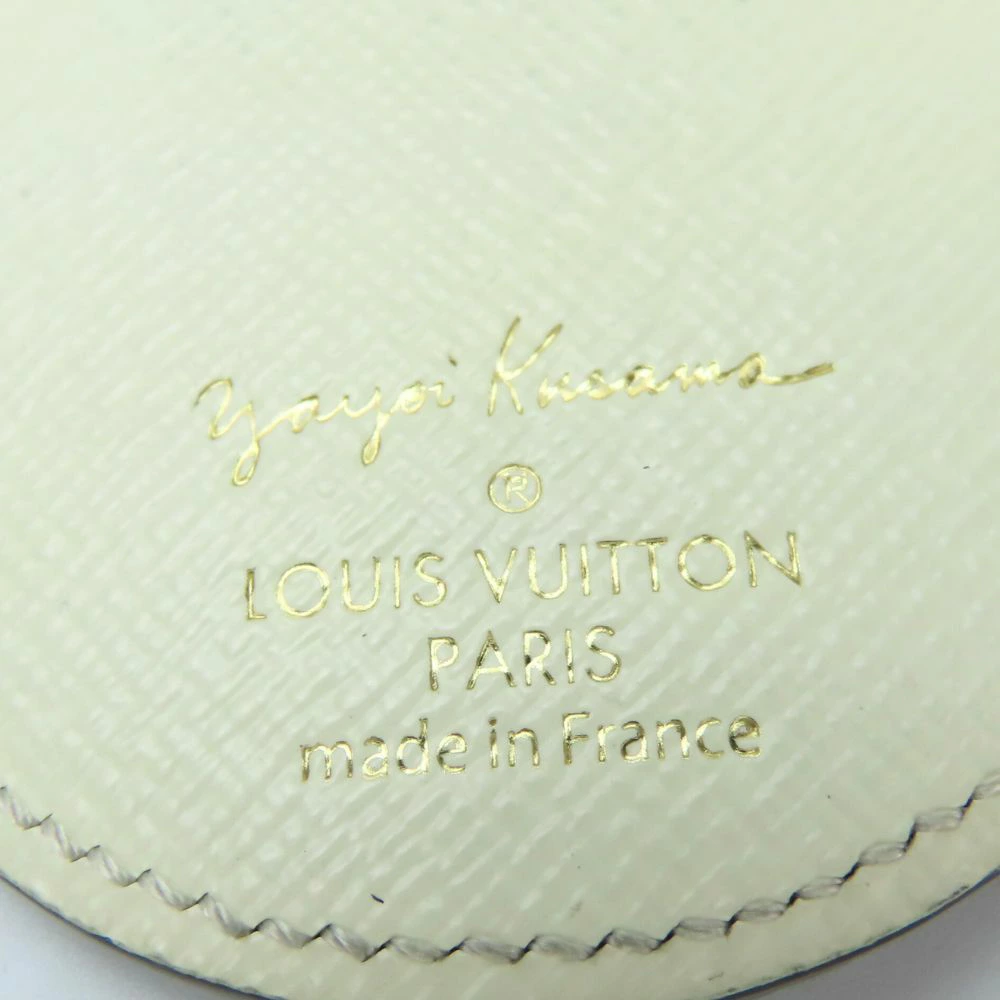 Yayoi Kusama
®
LOUIS VUITTON
PARIS
made in France